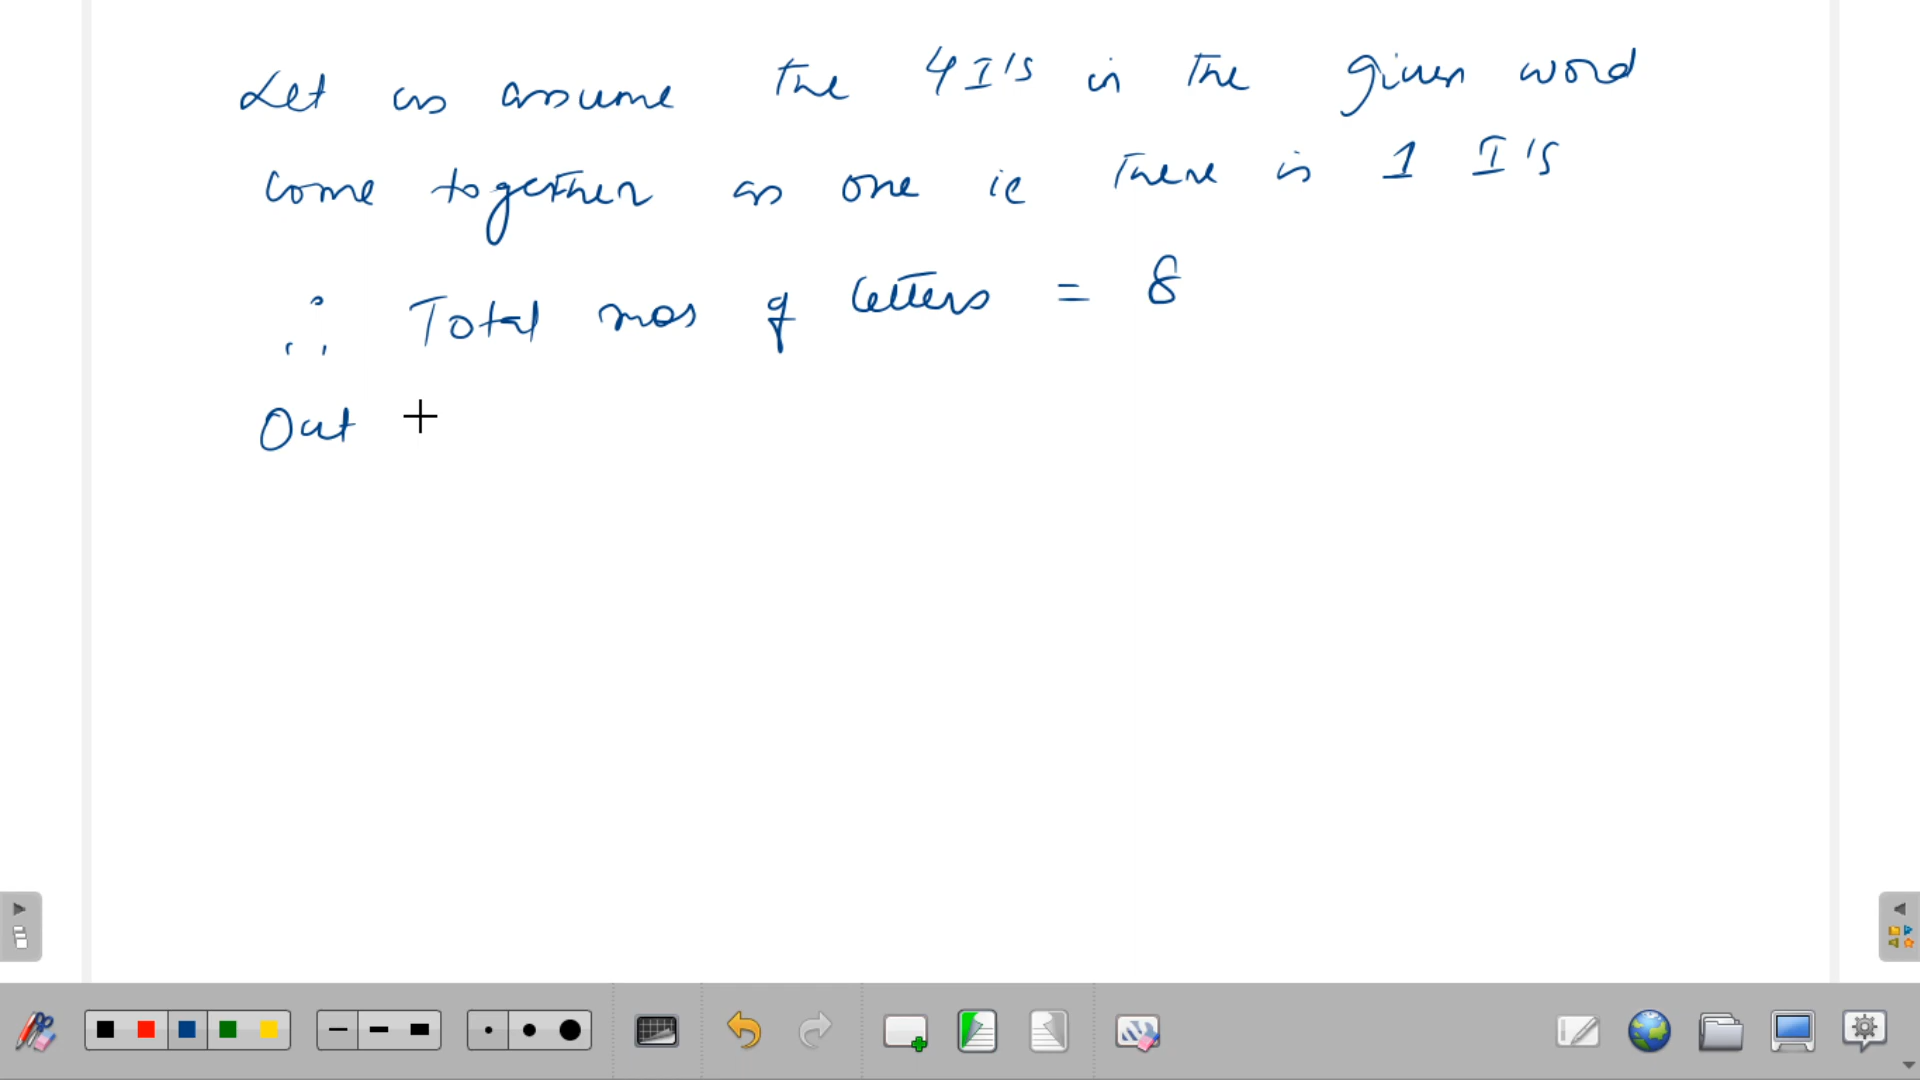 Let us assume the 4 I's in the given word
come together as one ie there is 1 I's
∴ Total nos of letters = 8
Out